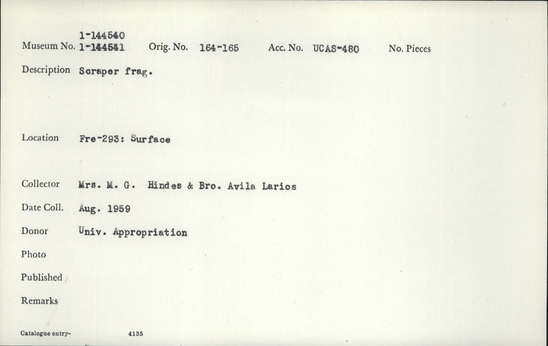 1-144540
Museum No. 1-144541 Orig. No. 164-165 Acc. No. UCAS-480 No. Pieces
Description Scraper frag.
Location Fre-293: Surface
Collector Mrs. M. G. Hindes & Bro. Avila Larios
Date Coll. Aug. 1959
Donor Univ. Appropriation
Photo
Published
Remarks
Catalogue entry- 4135